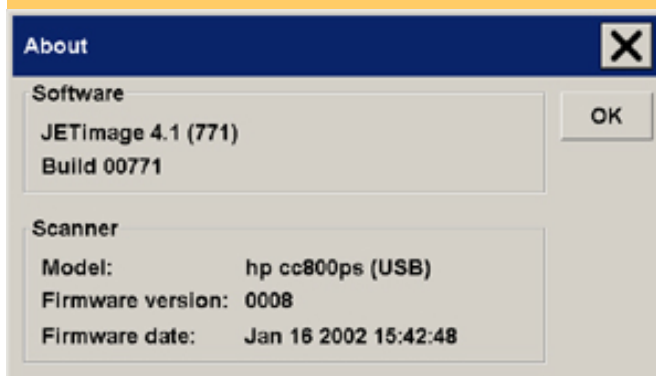 About
Software
OK
JETimage 4.1 (771)
Build 00771
Scanner
Model: hp cc800ps (USB)
Firmware version: 0008
Firmware date: Jan 16 2002 15:42:48